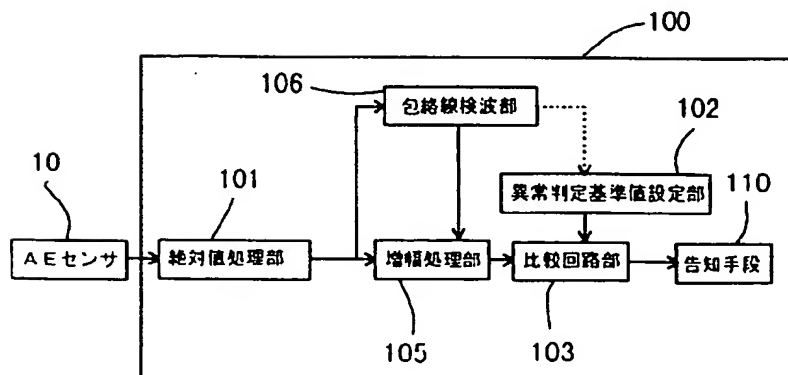 100
106
包絡線検波部
102
10
101
異常判定基準値設定部
110
AEセンサ
絶対値処理部
増幅処理部
比較回路部
告知手段
105
103